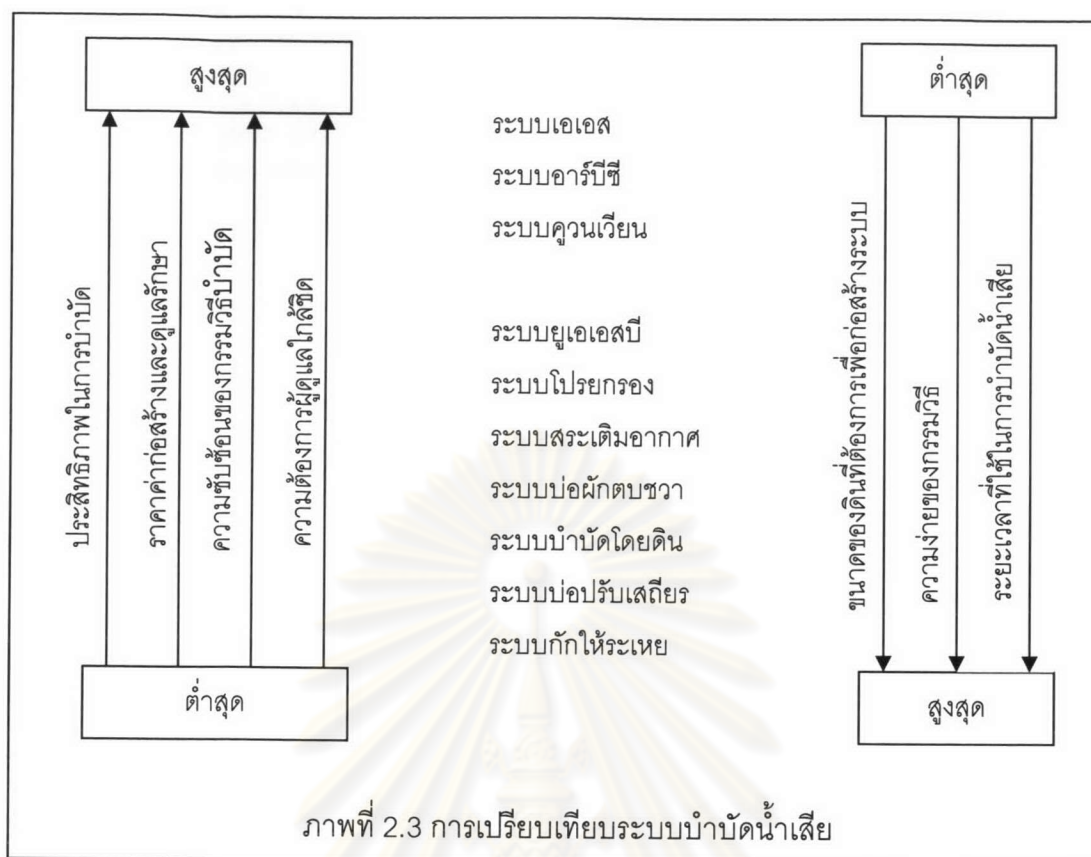 สูงสุด
ประสิทธิภาพในการบำบัด
ราคาค่าก่อสร้างและดูแลรักษา
ความซับซ้อนของกรรมวิธีบำบัด
ความต้องการผู้ดูแลใกล้ชิด
ต่ำสุด
ระบบเอเอส
ระบบอาร์บีซี
ระบบคูวนเวียน
ระบบยูเอเอสบี
ระบบโปรยกรอง
ระบบสระเติมอากาศ
ระบบบ่อผักตบชวา
ระบบบำบัดโดยดิน
ระบบบ่อปรับเสถียร
ระบบกักให้ระเหย
ต่ำสุด
ขนาดของดินที่ต้องการเพื่อก่อสร้างระบบ
ความง่ายของกรรมวิธี
ระยะเวลาที่ใช้ในการบำบัดน้ำเสีย
สูงสุด
ภาพที่ 2.3 การเปรียบเทียบระบบบำบัดน้ำเสีย